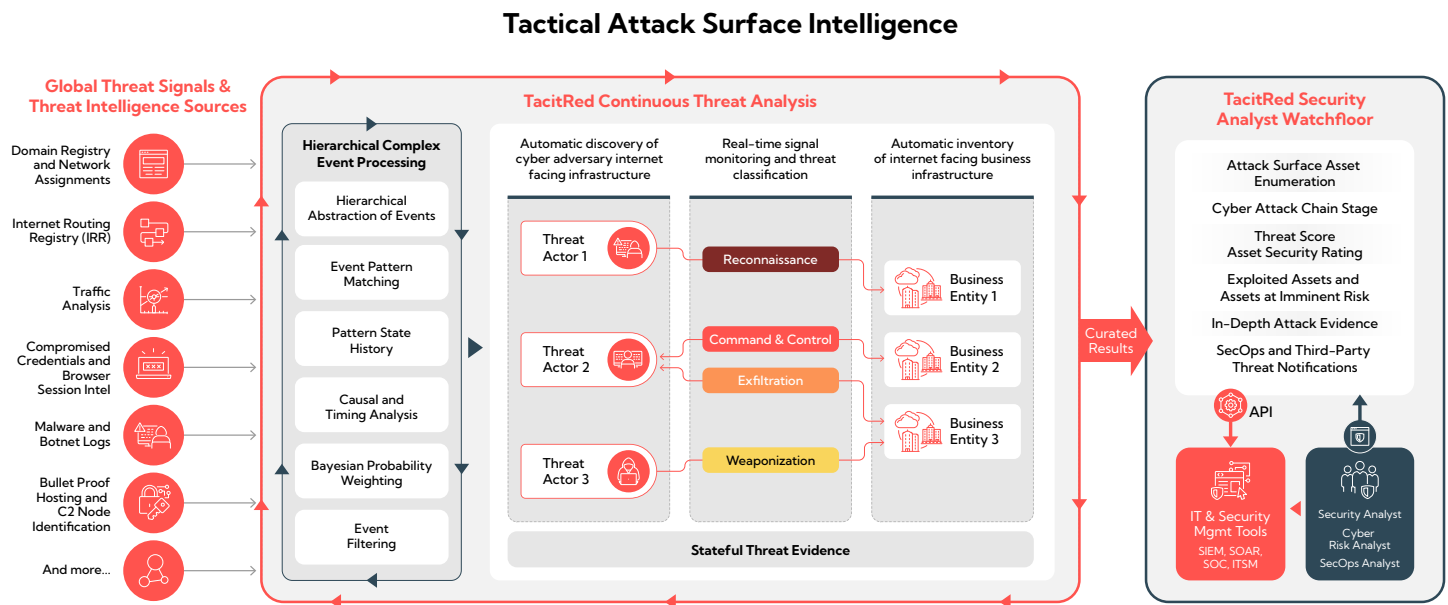 Tactical Attack Surface Intelligence
Global Threat Signals &
Threat Intelligence Sources
Domain Registry
and Network
Assignments
Internet Routing
Registry (IRR)
Traffic
Analysis
Compromised
Credentials and
Browser
Session Intel
Malware and
Botnet Logs
Bullet Proof
Hosting and
C2 Node
Identification
And more...
TacitRed Continuous Threat Analysis
Hierarchical Complex
Event Processing
Hierarchical
Abstraction of Events
Event Pattern
Matching
Pattern State
History
Causal and
Timing Analysis
Bayesian Probability
Weighting
Event
Filtering
Automatic discovery of
cyber adversary internet
facing infrastructure
Real-time signal
monitoring and threat
classification
Automatic inventory
of internet facing business
infrastructure
Threat
Actor 1
Threat
Actor 2
Threat
Actor 3
Reconnaissance
Command & Control
Exfiltration
Weaponization
Business
Entity 1
Business
Entity 2
Business
Entity 3
Stateful Threat Evidence
Curated
Results
TacitRed Security
Analyst Watchfloor
Attack Surface Asset
Enumeration
Cyber Attack Chain Stage
Threat Score
Asset Security Rating
Exploited Assets and
Assets at Imminent Risk
In-Depth Attack Evidence
SecOps and Third-Party
Threat Notifications
API
IT & Security
Mgmt Tools
SIEM, SOAR,
SOC, ITSM
Security Analyst
Cyber
Risk Analyst
SecOps Analyst